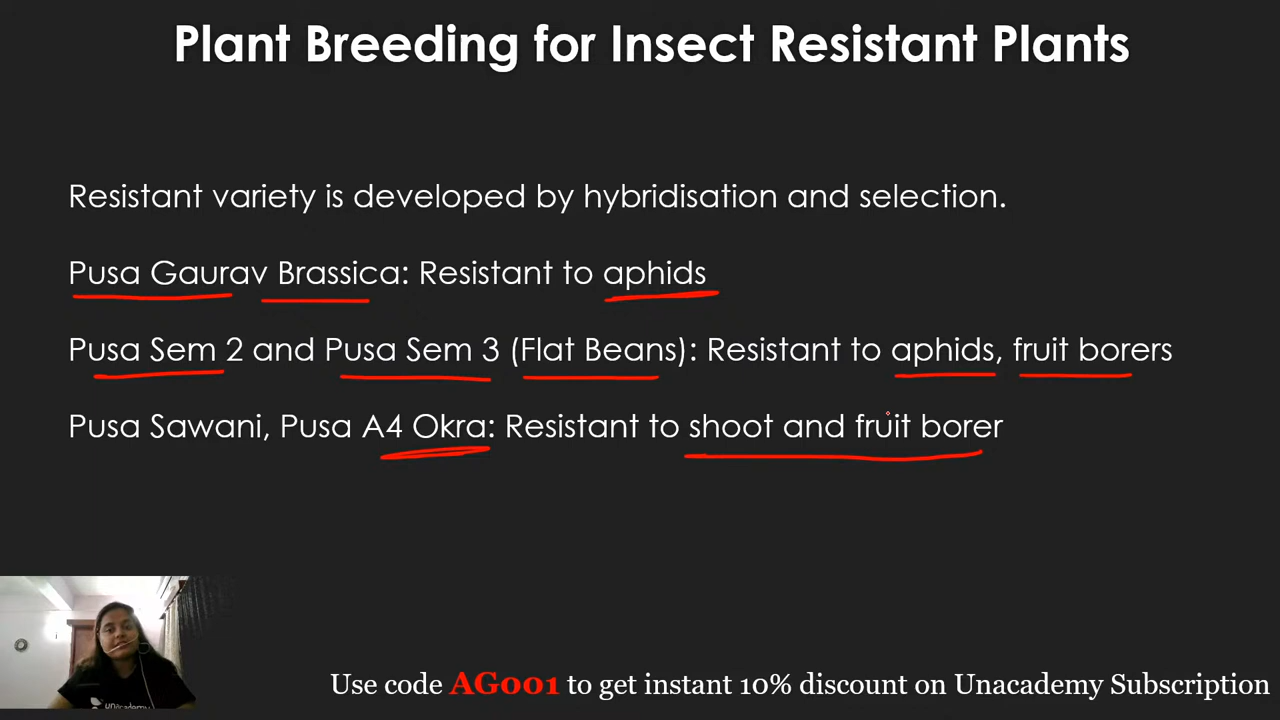 Plant Breeding for Insect Resistant Plants
Resistant variety is developed by hybridisation and selection.
Pusa Gaurav Brassica: Resistant to aphids
Pusa Sem 2 and Pusa Sem 3 (Flat Beans): Resistant to aphids, fruit borers
Pusa Sawani, Pusa A4 Okra: Resistant to shoot and fruit borer
unacademy
Use code AG001 to get instant 10% discount on Unacademy Subscription